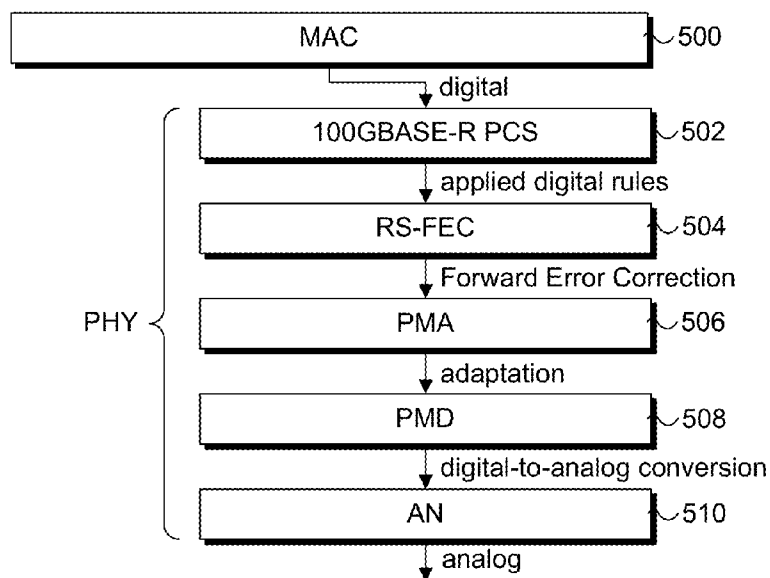 MAC 500
digital
100GBASE-R PCS 502
applied digital rules
RS-FEC 504
Forward Error Correction
PHY PMA 506
adaptation
PMD 508
digital-to-analog conversion
AN 510
analog